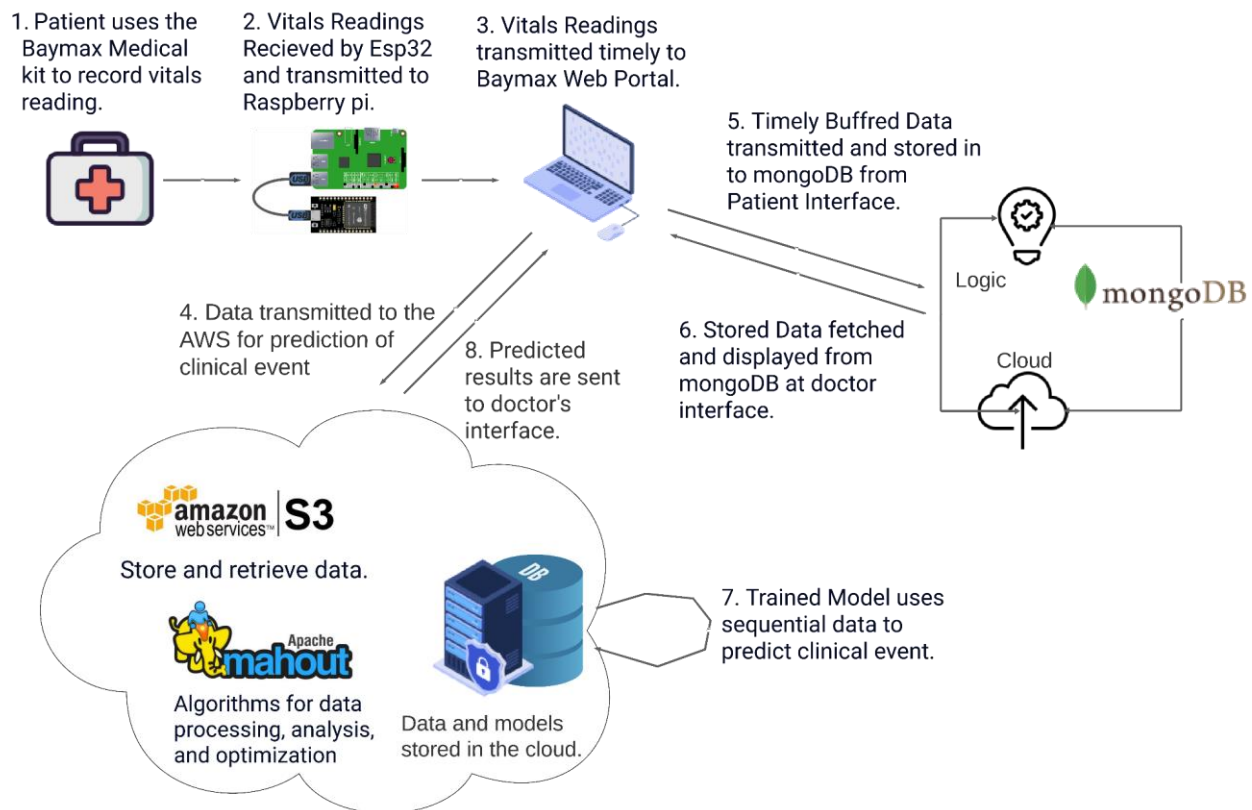 1. Patient uses the
Baymax Medical
kit to record vitals
reading.
2. Vitals Readings
Recieved by Esp32
and transmitted to
Raspberry pi.
USB
USB
3. Vitals Readings
transmitted timely to
Baymax Web Portal.
5. Timely Buffred Data
transmitted and stored in
to mongoDB from
Patient Interface.
Logic
mongoDB
Cloud
4. Data transmitted to the
AWS for prediction of
clinical event
8. Predicted
results are sent
to doctor's
interface.
6. Stored Data fetched
and displayed from
mongoDB at doctor
interface.
amazon
webservices™
S3
Store and retrieve data.
Apache
mahout
Algorithms for data
processing, analysis,
and optimization
DB
Data and models
stored in the cloud.
7. Trained Model uses
sequential data to
predict clinical event.